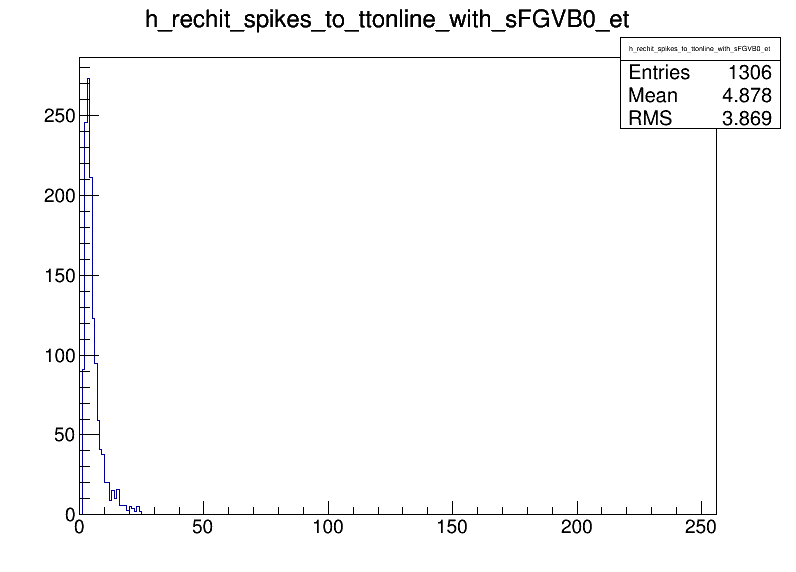 h_rechit_spikes_to_ttonline_with_sFGVB0_et
h_rechit_spikes_to_ttonline_with_sFGVB0_et
Entries 1306
Mean 4.878
RMS 3.869
250
200
150
100
50
0
0 50 100 150 200 250